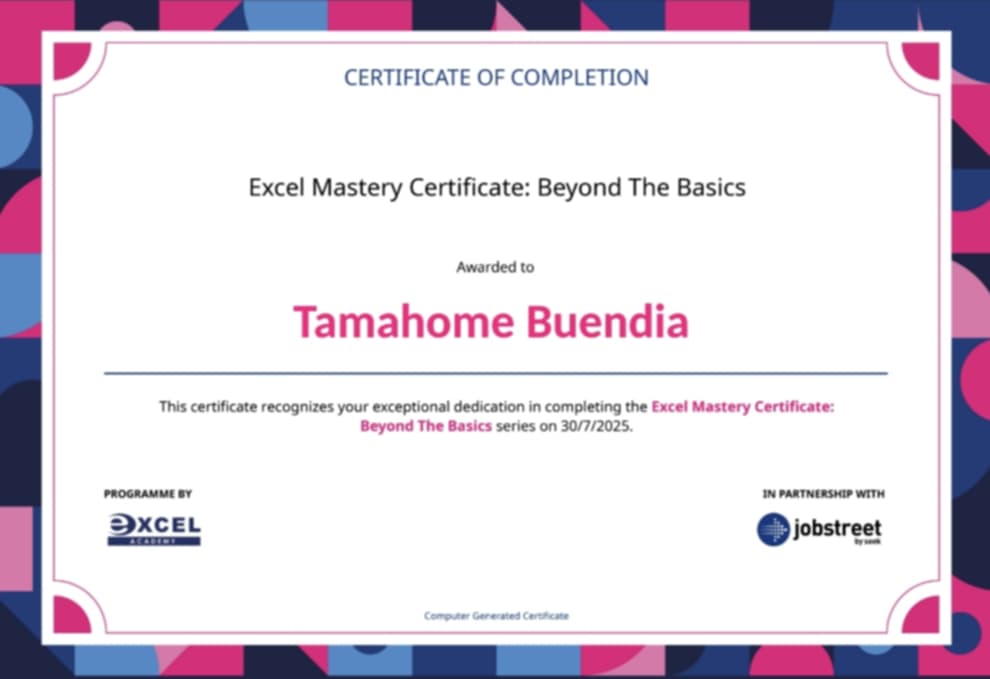 CERTIFICATE OF COMPLETION
Excel Mastery Certificate: Beyond The Basics
Awarded to
Tamahome Buendia
This certificate recognizes your exceptional dedication in completing the Excel Mastery Certificate:
Beyond The Basics series on 30/7/2025.
PROGRAMME BY
IN PARTNERSHIP WITH
eXCEL
ACADEMY
jobstreet
by seek
Computer Generated Certificate